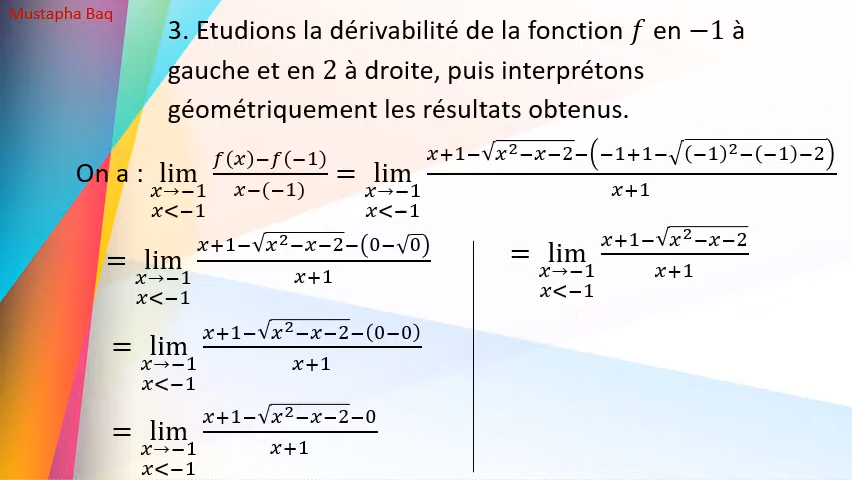 Mustapha Baq
3. Etudions la dérivabilité de la fonction 𝑓 en −1 à
gauche et en 2 à droite, puis interprétons
géométriquement les résultats obtenus.
On a : lim_{x→−1, x<−1} (f(x)−f(−1))/(x−(−1)) = lim_{x→−1, x<−1} (x+1−√(x²−x−2)−(−1+1−√((−1)²−(−1)−2)))/(x+1)
= lim_{x→−1, x<−1} (x+1−√(x²−x−2)−(0−√0))/(x+1)
= lim_{x→−1, x<−1} (x+1−√(x²−x−2)−(0−0))/(x+1)
= lim_{x→−1, x<−1} (x+1−√(x²−x−2)−0)/(x+1)
= lim_{x→−1, x<−1} (x+1−√(x²−x−2))/(x+1)